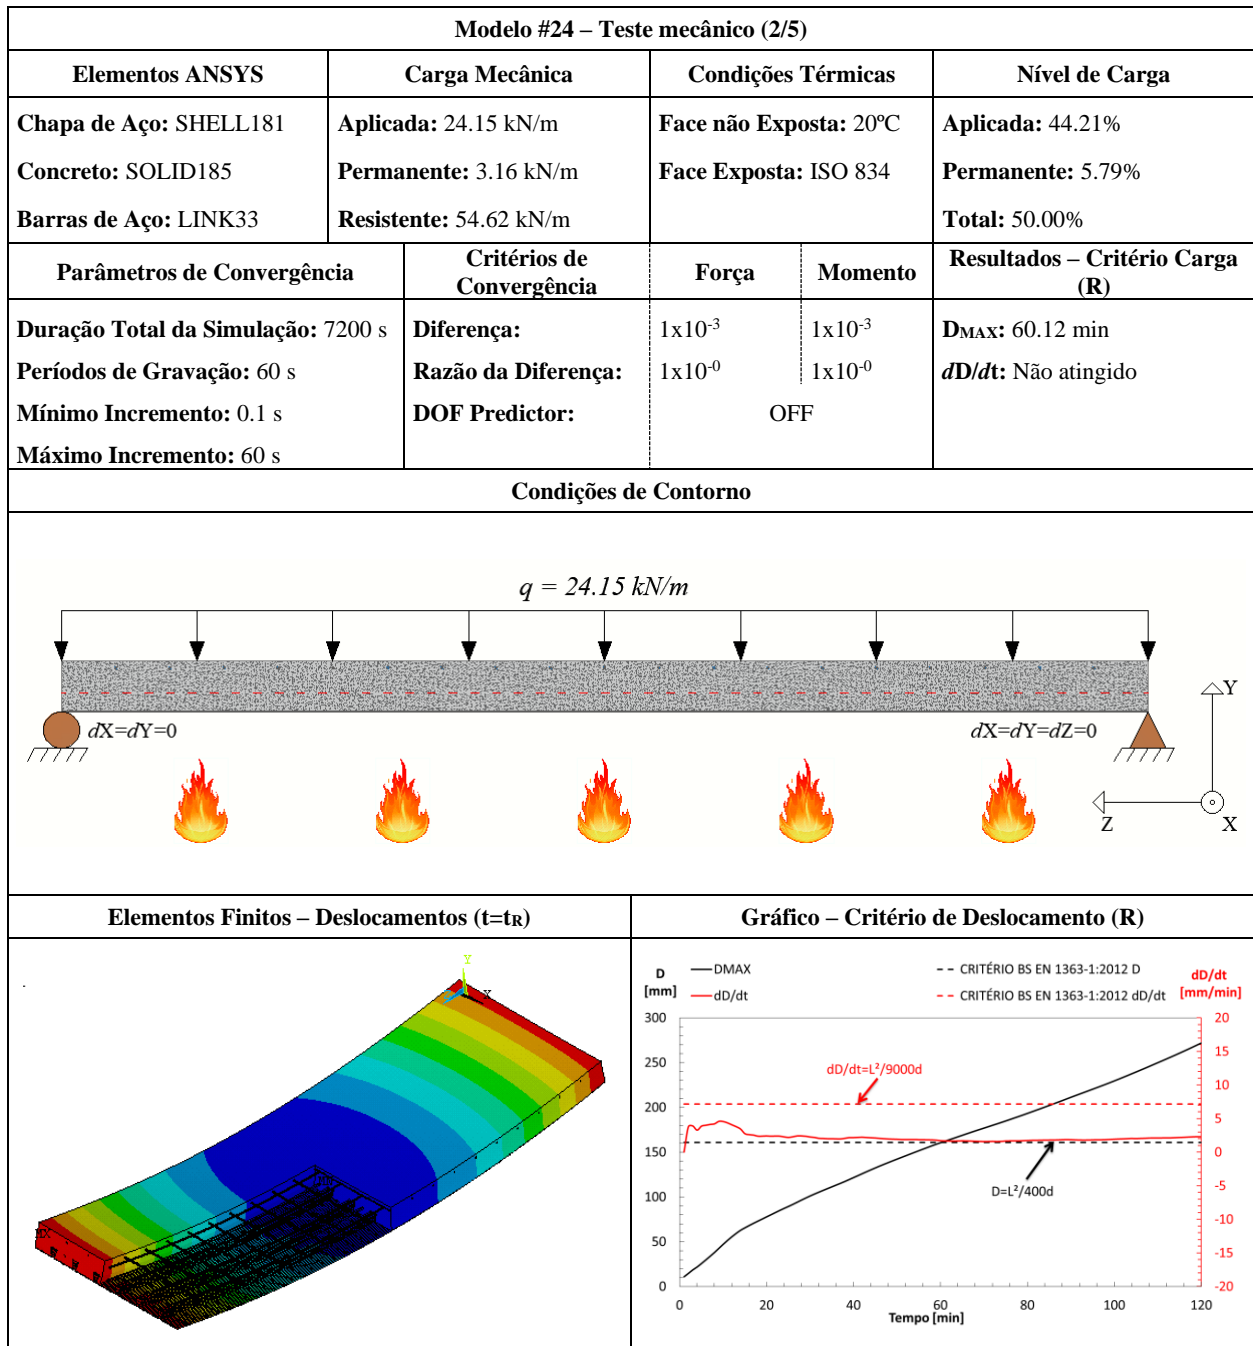 Modelo #24 – Teste mecânico (2/5)
Elementos ANSYS
Carga Mecânica
Condições Térmicas
Nível de Carga
Chapa de Aço: SHELL181
Concreto: SOLID185
Barras de Aço: LINK33
Aplicada: 24.15 kN/m
Permanente: 3.16 kN/m
Resistente: 54.62 kN/m
Face não Exposta: 20ºC
Face Exposta: ISO 834
Aplicada: 44.21%
Permanente: 5.79%
Total: 50.00%
Parâmetros de Convergência
Critérios de
Convergência
Força
Momento
Resultados – Critério Carga
(R)
Duração Total da Simulação: 7200 s
Períodos de Gravação: 60 s
Mínimo Incremento: 0.1 s
Máximo Incremento: 60 s
Diferença: 1x10-3 1x10-3
Razão da Diferença: 1x10-0 1x10-0
DOF Predictor: OFF
DMAX: 60.12 min
dD/dt: Não atingido
Condições de Contorno
q = 24.15 kN/m
dX=dY=0
dX=dY=dZ=0
Y
Z
X
Elementos Finitos – Deslocamentos (t=tR)
Y
X
MX
Gráfico – Critério de Deslocamento (R)
D
[mm]
DMAX
dD/dt
CRITÉRIO BS EN 1363-1:2012 D
CRITÉRIO BS EN 1363-1:2012 dD/dt
dD/dt
[mm/min]
300
250
200
150
100
50
0
20
15
10
5
0
-5
-10
-15
-20
dD/dt=L²/9000d
D=L²/400d
0 20 40 60 80 100 120
Tempo [min]